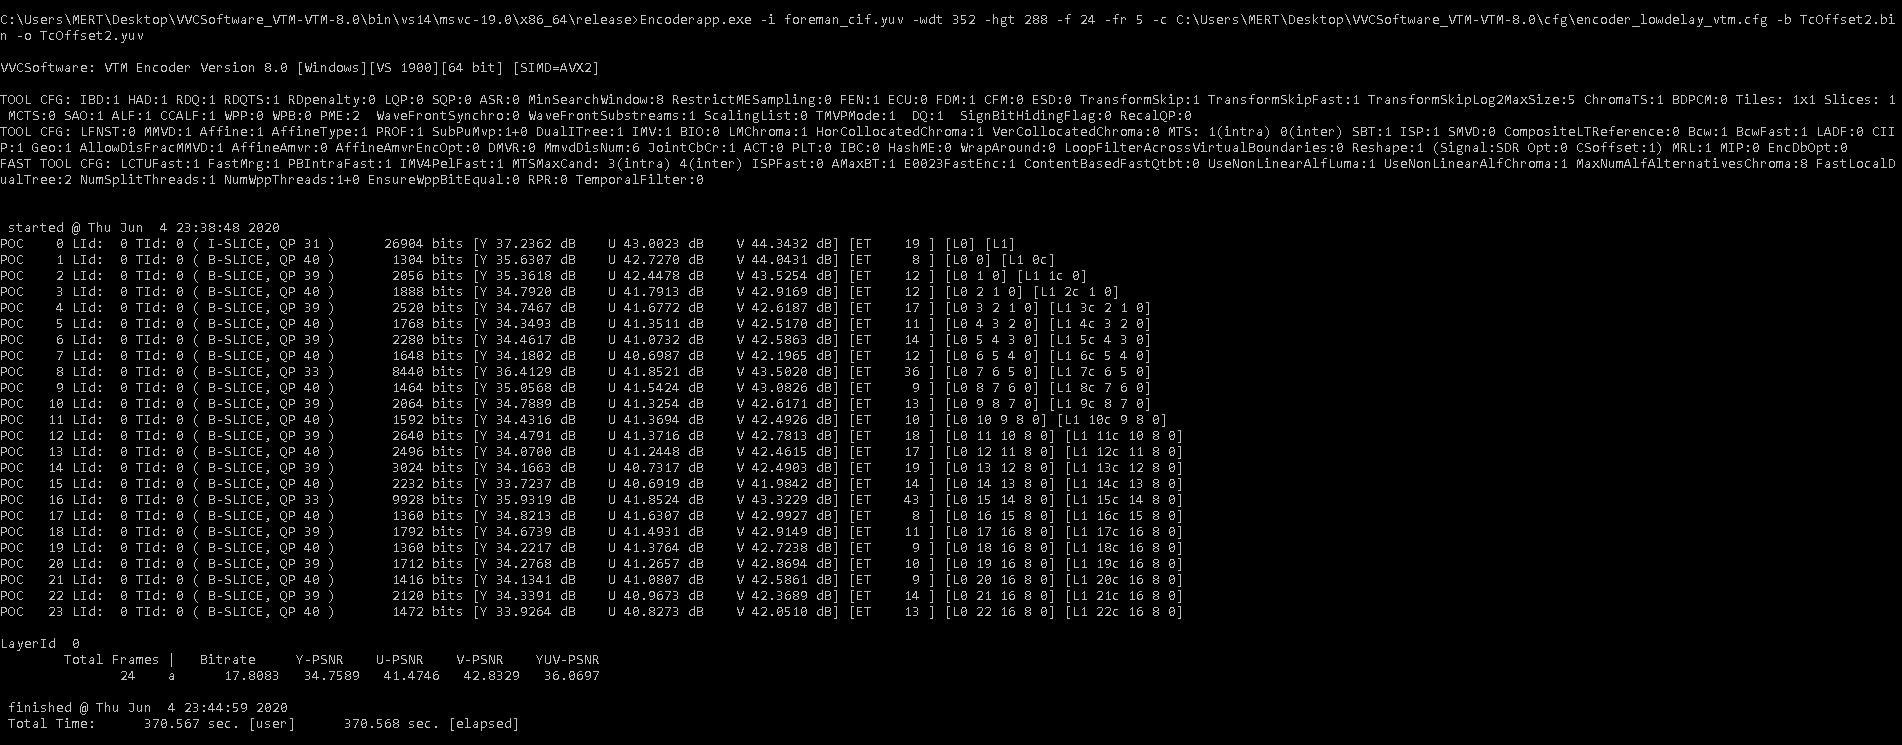 C:\Users\MERT\Desktop\VVCSoftware_VTM-VTM-8.0\bin\vs14\msvc-19.0\x86_64\release>Encoderapp.exe -i foreman_cif.yuv -wdt 352 -hgt 288 -f 24 -fr 5 -c C:\Users\MERT\Desktop\VVCSoftware_VTM-VTM-8.0\cfg\encoder_lowdelay_vtm.cfg -b TcOffset2.bi
n -o TcOffset2.yuv
VVCSoftware: VTM Encoder Version 8.0 [Windows][VS 1900][64 bit] [SIMD=AVX2]
TOOL CFG: IBD:1 HAD:1 RDQ:1 RDQTS:1 RDpenalty:0 LQP:0 SQP:0 ASR:0 MinSearchWindow:8 RestrictMESampling:0 FEN:1 ECU:0 FDM:1 CFM:0 ESD:0 TransformSkip:1 TransformSkipFast:1 TransformSkipLog2MaxSize:5 ChromaTS:1 BDPCM:0 Tiles: 1x1 Slices: 1
MCTS:0 SAO:1 ALF:1 CCALF:1 WPP:0 WPB:0 PME:2 WaveFrontSynchro:0 WaveFrontSubstreams:1 ScalingList:0 TMVPMode:1 DQ:1 SignBitHidingFlag:0 RecalQP:0
TOOL CFG: LFNST:0 MMVD:1 Affine:1 AffineType:1 PROF:1 SubPuMvp:1+0 DualITree:1 IMV:1 BIO:0 LMChroma:1 HorCollocatedChroma:1 VerCollocatedChroma:0 MTS: 1(intra) 0(inter) SBT:1 ISP:1 SMVD:0 CompositeLTReference:0 Bcw:1 BcwFast:1 LADF:0 CII
P:1 Geo:1 AllowDisFracMMVD:1 AffineAmvr:0 AffineAmvrEncOpt:0 DMVR:0 MmvdDisNum:6 JointCbCr:1 ACT:0 PLT:0 IBC:0 HashME:0 WrapAround:0 LoopFilterAcrossVirtualBoundaries:0 Reshape:1 (Signal:SDR Opt:0 CSoffset:1) MRL:1 MIP:0 EncDbOpt:0
FAST TOOL CFG: LCTUFast:1 FastMrg:1 PBIntraFast:1 IMV4PelFast:1 MTSMaxCand: 3(intra) 4(inter) ISPFast:0 AMaxBT:1 E0023FastEnc:1 ContentBasedFastQtbt:0 UseNonLinearAlfLuma:1 UseNonLinearAlfChroma:1 MaxNumAlfAlternativesChroma:8 FastLocalD
ualTree:2 NumSplitThreads:1 NumWppThreads:1+0 EnsureWppBitEqual:0 RPR:0 TemporalFilter:0
started @ Thu Jun  4 23:38:48 2020
POC    0 LId:  0 TId: 0 ( I-SLICE, QP 31 )      26904 bits [Y 37.2362 dB    U 43.0023 dB    V 44.3432 dB] [ET    19 ] [L0] [L1]
POC    1 LId:  0 TId: 0 ( B-SLICE, QP 40 )       1304 bits [Y 35.6307 dB    U 42.7270 dB    V 44.0431 dB] [ET     8 ] [L0 0] [L1 0c]
POC    2 LId:  0 TId: 0 ( B-SLICE, QP 39 )       2056 bits [Y 35.3618 dB    U 42.4478 dB    V 43.5254 dB] [ET    12 ] [L0 1 0] [L1 1c 0]
POC    3 LId:  0 TId: 0 ( B-SLICE, QP 40 )       1888 bits [Y 34.7920 dB    U 41.7913 dB    V 42.9169 dB] [ET    12 ] [L0 2 1 0] [L1 2c 1 0]
POC    4 LId:  0 TId: 0 ( B-SLICE, QP 39 )       2520 bits [Y 34.7467 dB    U 41.6772 dB    V 42.6187 dB] [ET    17 ] [L0 3 2 1 0] [L1 3c 2 1 0]
POC    5 LId:  0 TId: 0 ( B-SLICE, QP 40 )       1768 bits [Y 34.3493 dB    U 41.3511 dB    V 42.5170 dB] [ET    11 ] [L0 4 3 2 0] [L1 4c 3 2 0]
POC    6 LId:  0 TId: 0 ( B-SLICE, QP 39 )       2280 bits [Y 34.4617 dB    U 41.0732 dB    V 42.5863 dB] [ET    14 ] [L0 5 4 3 0] [L1 5c 4 3 0]
POC    7 LId:  0 TId: 0 ( B-SLICE, QP 40 )       1648 bits [Y 34.1802 dB    U 40.6987 dB    V 42.1965 dB] [ET    12 ] [L0 6 5 4 0] [L1 6c 5 4 0]
POC    8 LId:  0 TId: 0 ( B-SLICE, QP 33 )       8440 bits [Y 36.4129 dB    U 41.8521 dB    V 43.5020 dB] [ET    36 ] [L0 7 6 5 0] [L1 7c 6 5 0]
POC    9 LId:  0 TId: 0 ( B-SLICE, QP 40 )       1464 bits [Y 35.0568 dB    U 41.5424 dB    V 43.0826 dB] [ET     9 ] [L0 8 7 6 0] [L1 8c 7 6 0]
POC   10 LId:  0 TId: 0 ( B-SLICE, QP 39 )       2064 bits [Y 34.7889 dB    U 41.3254 dB    V 42.6171 dB] [ET    13 ] [L0 9 8 7 0] [L1 9c 8 7 0]
POC   11 LId:  0 TId: 0 ( B-SLICE, QP 40 )       1592 bits [Y 34.4316 dB    U 41.3694 dB    V 42.4926 dB] [ET    10 ] [L0 10 9 8 0] [L1 10c 9 8 0]
POC   12 LId:  0 TId: 0 ( B-SLICE, QP 39 )       2640 bits [Y 34.4791 dB    U 41.3716 dB    V 42.7813 dB] [ET    18 ] [L0 11 10 8 0] [L1 11c 10 8 0]
POC   13 LId:  0 TId: 0 ( B-SLICE, QP 40 )       2496 bits [Y 34.0700 dB    U 41.2448 dB    V 42.4615 dB] [ET    17 ] [L0 12 11 8 0] [L1 12c 11 8 0]
POC   14 LId:  0 TId: 0 ( B-SLICE, QP 39 )       3024 bits [Y 34.1663 dB    U 40.7317 dB    V 42.4903 dB] [ET    19 ] [L0 13 12 8 0] [L1 13c 12 8 0]
POC   15 LId:  0 TId: 0 ( B-SLICE, QP 40 )       2232 bits [Y 33.7237 dB    U 40.6919 dB    V 41.9842 dB] [ET    14 ] [L0 14 13 8 0] [L1 14c 13 8 0]
POC   16 LId:  0 TId: 0 ( B-SLICE, QP 33 )       9928 bits [Y 35.9319 dB    U 41.8524 dB    V 43.3229 dB] [ET    43 ] [L0 15 14 8 0] [L1 15c 14 8 0]
POC   17 LId:  0 TId: 0 ( B-SLICE, QP 40 )       1360 bits [Y 34.8213 dB    U 41.6307 dB    V 42.9927 dB] [ET     8 ] [L0 16 15 8 0] [L1 16c 15 8 0]
POC   18 LId:  0 TId: 0 ( B-SLICE, QP 39 )       1792 bits [Y 34.6739 dB    U 41.4931 dB    V 42.9149 dB] [ET    11 ] [L0 17 16 8 0] [L1 17c 16 8 0]
POC   19 LId:  0 TId: 0 ( B-SLICE, QP 40 )       1360 bits [Y 34.2217 dB    U 41.3764 dB    V 42.7238 dB] [ET     9 ] [L0 18 16 8 0] [L1 18c 16 8 0]
POC   20 LId:  0 TId: 0 ( B-SLICE, QP 39 )       1712 bits [Y 34.2768 dB    U 41.2657 dB    V 42.8694 dB] [ET    10 ] [L0 19 16 8 0] [L1 19c 16 8 0]
POC   21 LId:  0 TId: 0 ( B-SLICE, QP 40 )       1416 bits [Y 34.1341 dB    U 41.0807 dB    V 42.5861 dB] [ET     9 ] [L0 20 16 8 0] [L1 20c 16 8 0]
POC   22 LId:  0 TId: 0 ( B-SLICE, QP 39 )       2120 bits [Y 34.3391 dB    U 40.9673 dB    V 42.3689 dB] [ET    14 ] [L0 21 16 8 0] [L1 21c 16 8 0]
POC   23 LId:  0 TId: 0 ( B-SLICE, QP 40 )       1472 bits [Y 33.9264 dB    U 40.8273 dB    V 42.0510 dB] [ET    13 ] [L0 22 16 8 0] [L1 22c 16 8 0]
LayerId  0
Total Frames |   Bitrate     Y-PSNR    U-PSNR    V-PSNR    YUV-PSNR
24    a      17.8083   34.7589   41.4746   42.8329   36.0697
finished @ Thu Jun  4 23:44:59 2020
Total Time:      370.567 sec. [user]      370.568 sec. [elapsed]